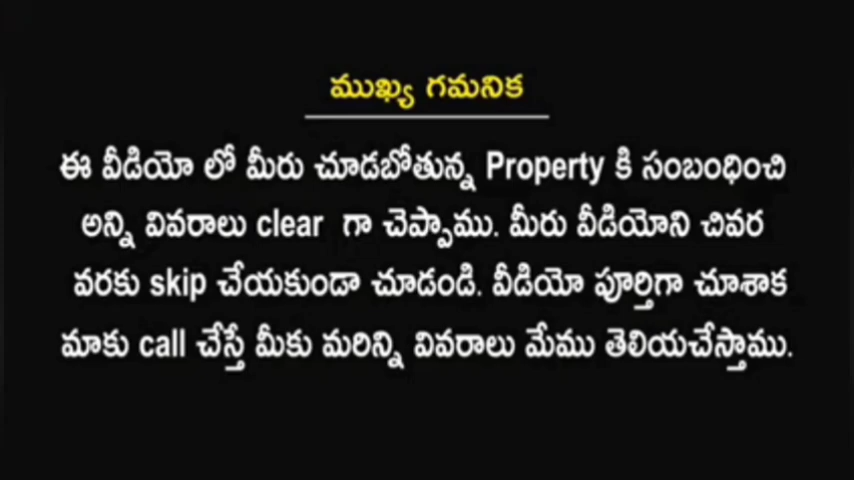 ముఖ్య గమనిక
ఈ వీడియో లో మీరు చూడబోతున్న Property కి సంబంధించి
అన్ని వివరాలు clear గా చెప్పాము. మీరు వీడియోని చివర
వరకు skip చేయకుండా చూడండి. వీడియో పూర్తిగా చూశాక
మాకు call చేస్తే మీకు మరిన్ని వివరాలు మేము తెలియచేస్తాము.